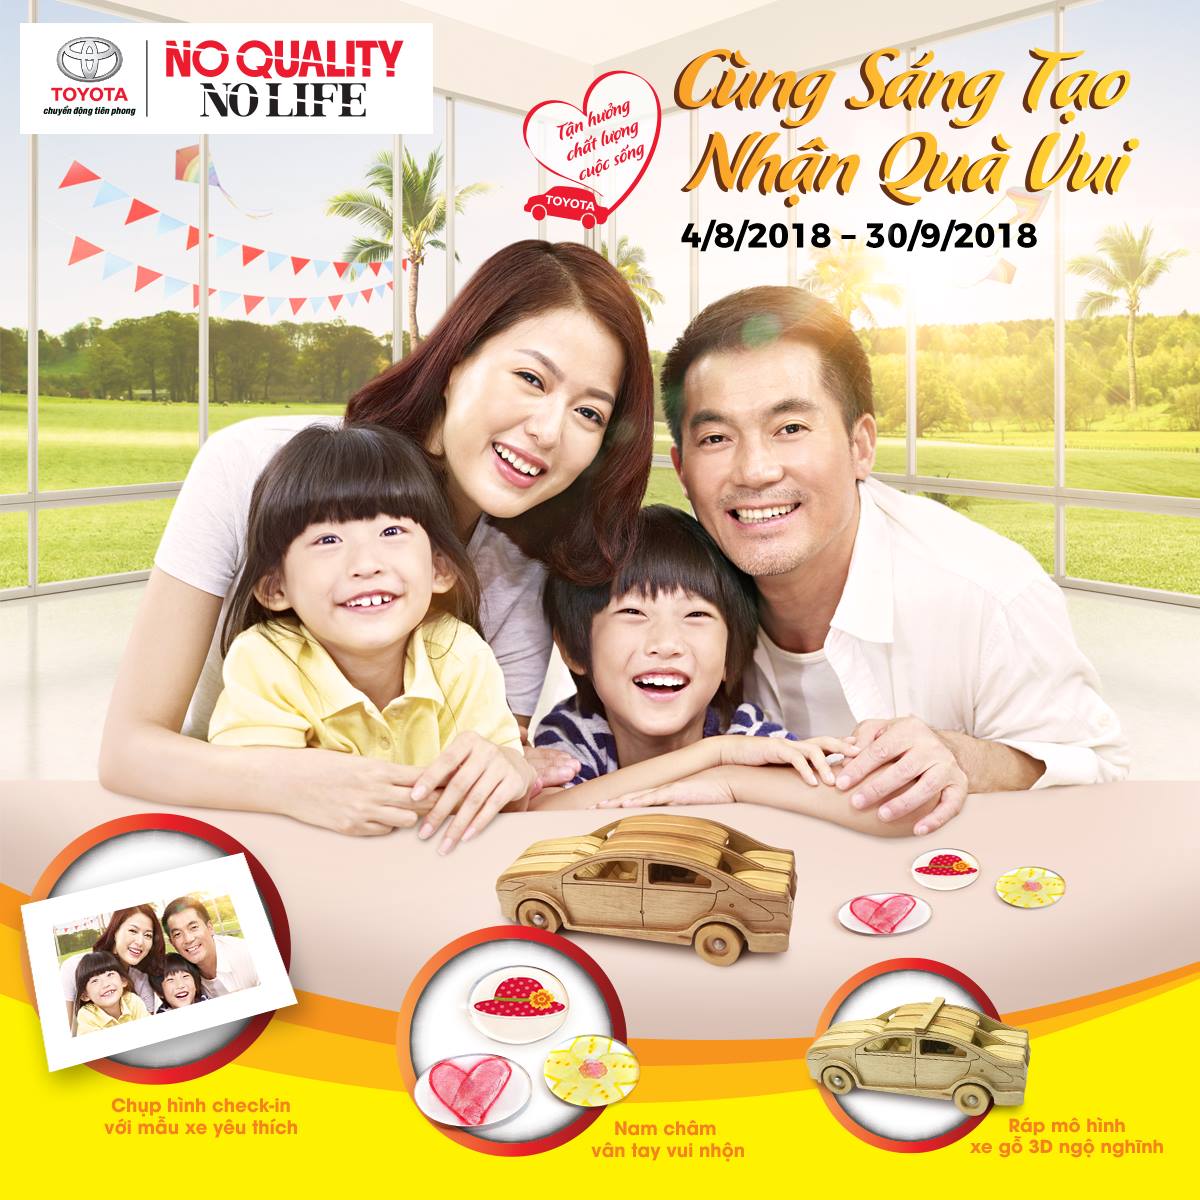 TOYOTA
chuyển động tiên phong
NO QUALITY
NO LIFE
Tận hưởng
chất lượng
cuộc sống
TOYOTA
Cùng Sáng Tạo
Nhận Quà Vui
4/8/2018 – 30/9/2018
Chụp hình check-in
với mẫu xe yêu thích
Nam châm
vân tay vui nhộn
Ráp mô hình
xe gỗ 3D ngộ nghĩnh